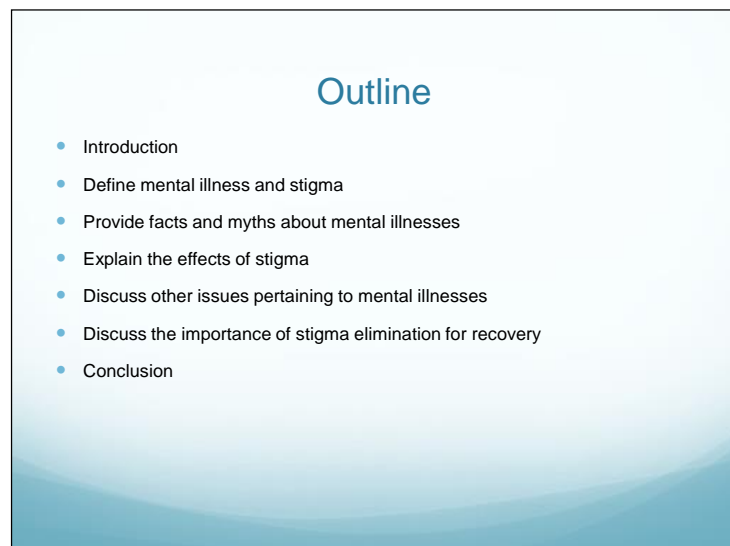 Outline
Introduction
Define mental illness and stigma
Provide facts and myths about mental illnesses
Explain the effects of stigma
Discuss other issues pertaining to mental illnesses
Discuss the importance of stigma elimination for recovery
Conclusion